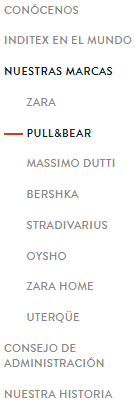 CONÓCENOS
INDITEX EN EL MUNDO
NUESTRAS MARCAS
ZARA
PULL&BEAR
MASSIMO DUTTI
BERSHKA
STRADIVARIUS
OYSHO
ZARA HOME
UTERQÜE
CONSEJO DE
ADMINISTRACIÓN
NUESTRA HISTORIA